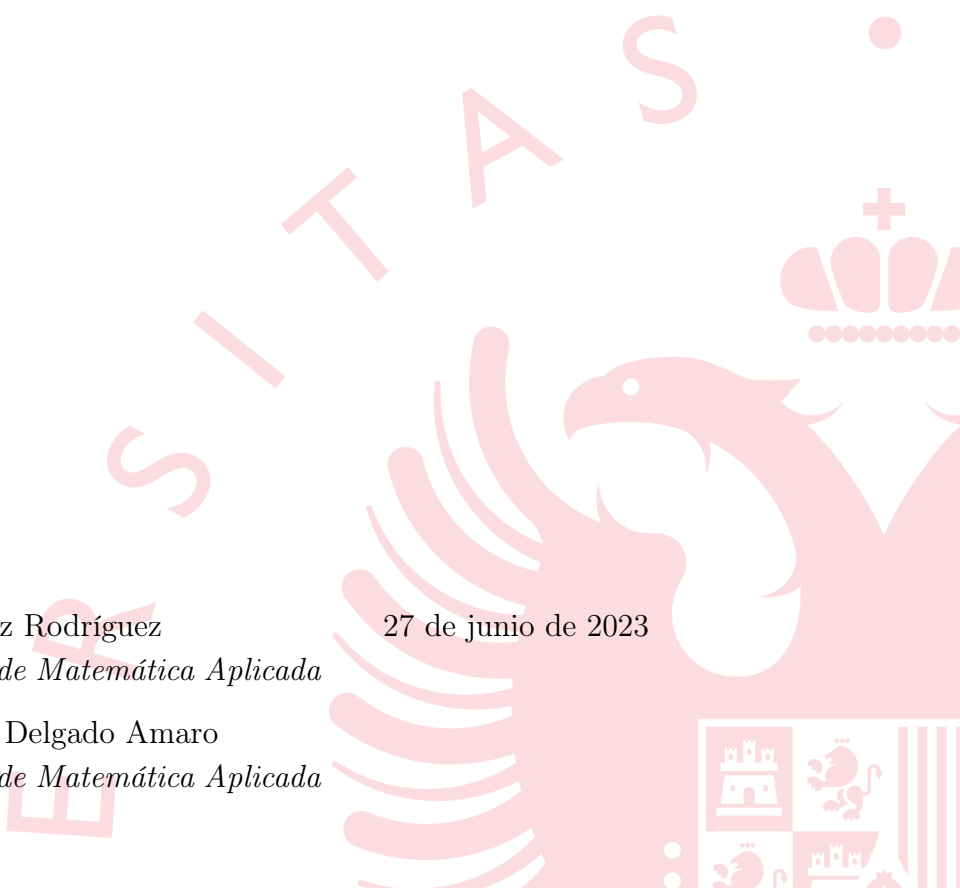 E R S I T A S ·
z Rodríguez
27 de junio de 2023
de Matemática Aplicada
Delgado Amaro
de Matemática Aplicada